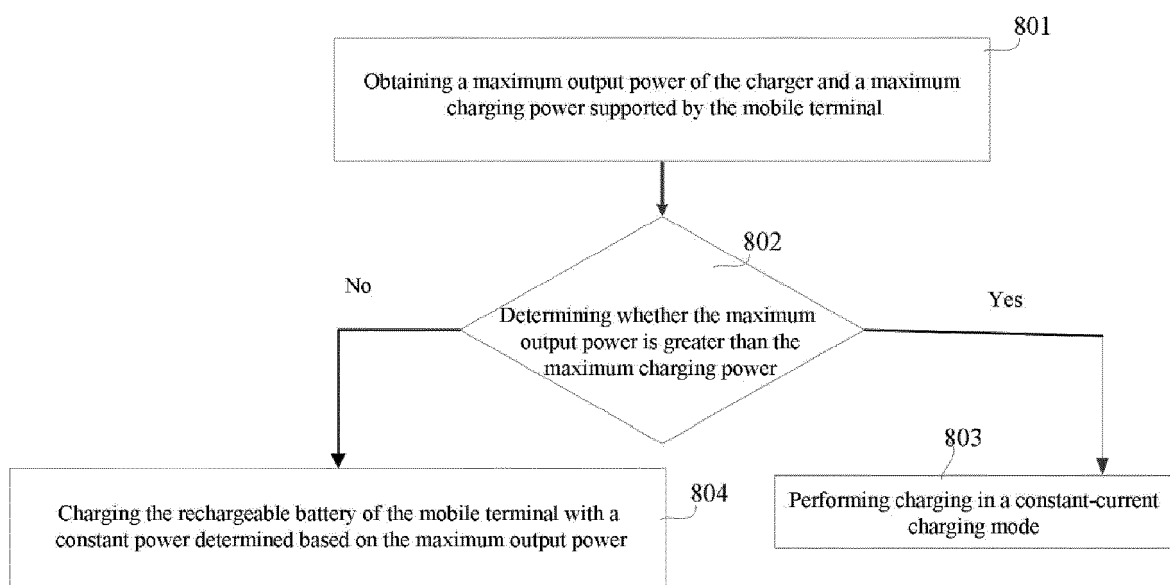 801
Obtaining a maximum output power of the charger and a maximum
charging power supported by the mobile terminal
802
No
Yes
Determining whether the maximum
output power is greater than the
maximum charging power
803
804
Performing charging in a constant-current
charging mode
Charging the rechargeable battery of the mobile terminal with a
constant power determined based on the maximum output power